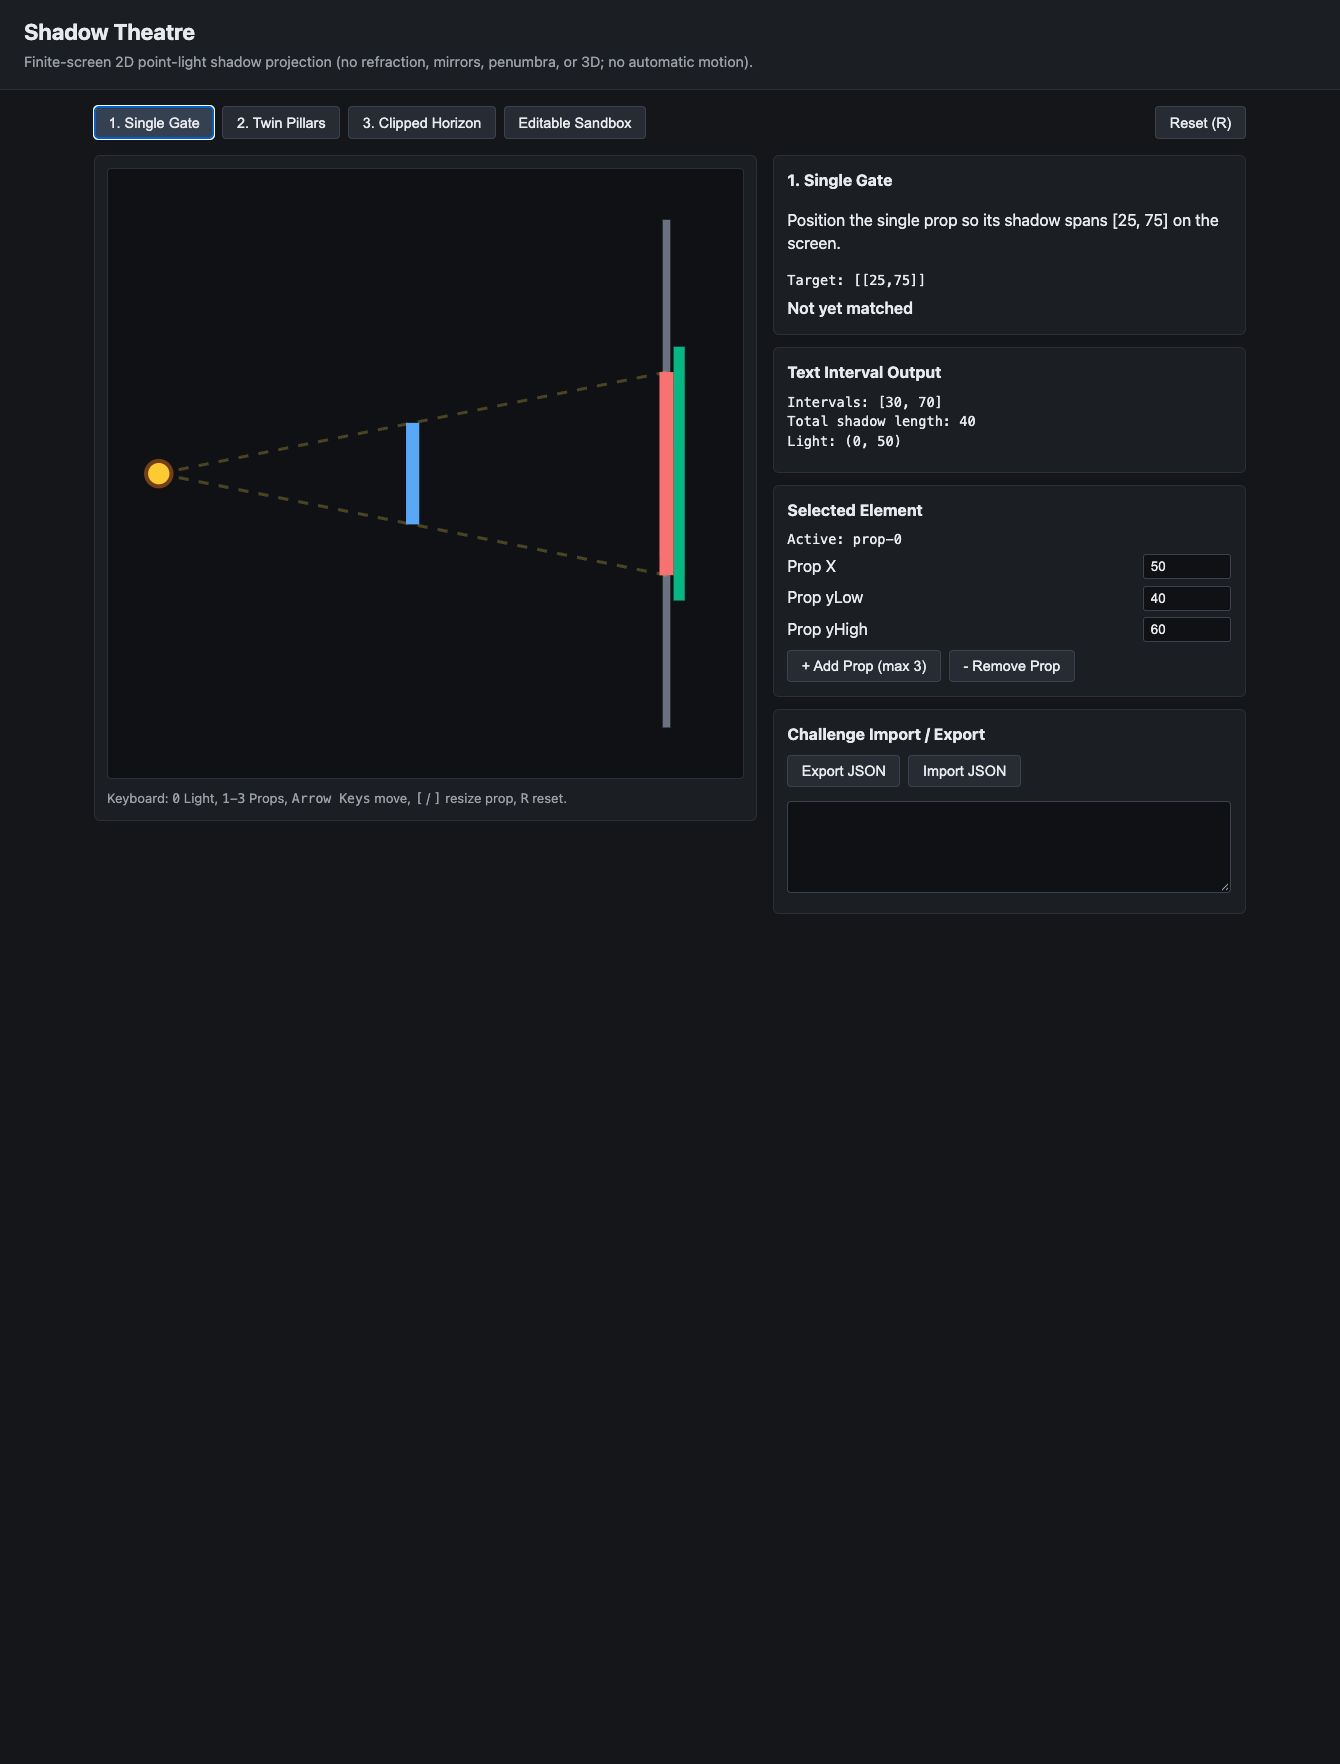 Shadow Theatre
Finite-screen 2D point-light shadow projection (no refraction, mirrors, penumbra, or 3D; no automatic motion).
1. Single Gate
2. Twin Pillars
3. Clipped Horizon
Editable Sandbox
Reset (R)
Keyboard: 0 Light, 1–3 Props, Arrow Keys move, [ / ] resize prop, R reset.
1. Single Gate
Position the single prop so its shadow spans [25, 75] on the
screen.
Target: [[25,75]]
Not yet matched
Text Interval Output
Intervals: [30, 70]
Total shadow length: 40
Light: (0, 50)
Selected Element
Active: prop-0
Prop X 50
Prop yLow 40
Prop yHigh 60
+ Add Prop (max 3)
- Remove Prop
Challenge Import / Export
Export JSON
Import JSON